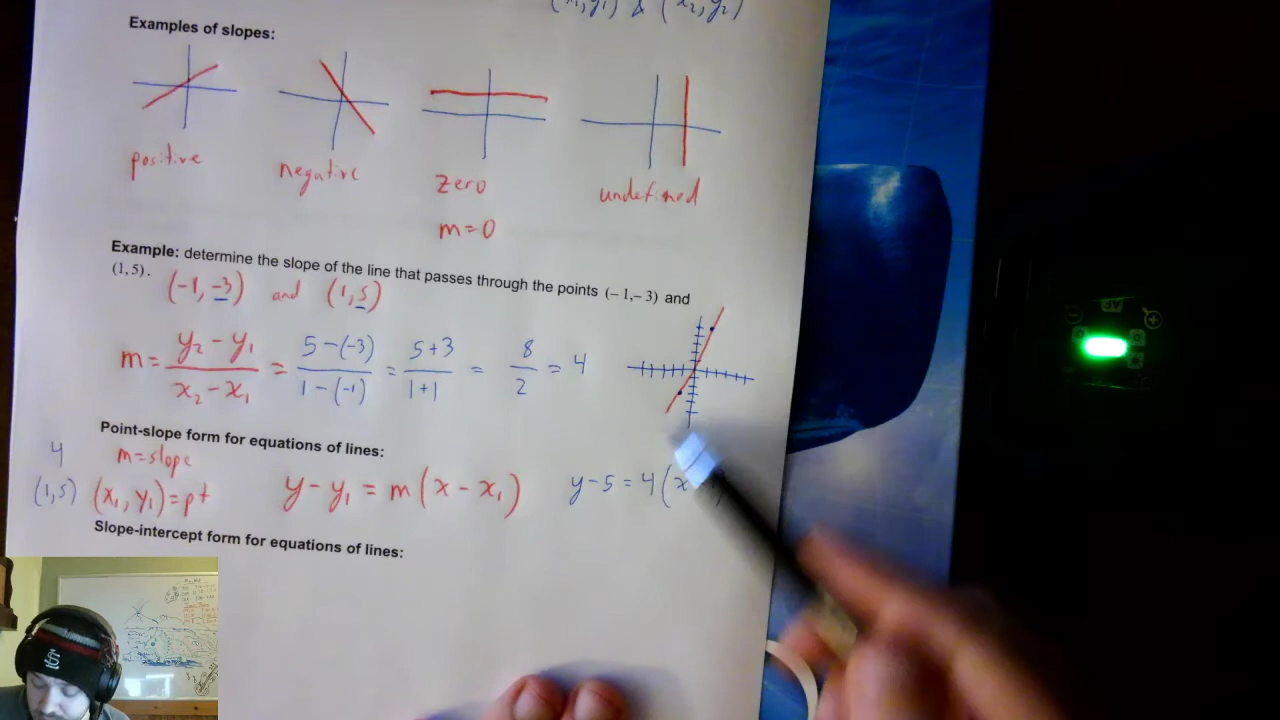 (x₁,y₁) & (x₂,y₂)
Examples of slopes:
positive negative zero undefined
m=0
Example: determine the slope of the line that passes through the points (−1,−3) and
(1,5). (-1,-3) and (1,5)
m = y₂-y₁ / x₂-x₁ = 5-(-3) / 1-(-1) = 5+3 / 1+1 = 8/2 = 4
Point-slope form for equations of lines:
4 m=slope
(1,5) (x₁,y₁)=pt y-y₁ = m(x-x₁) y-5=4(x
Slope-intercept form for equations of lines:
AF